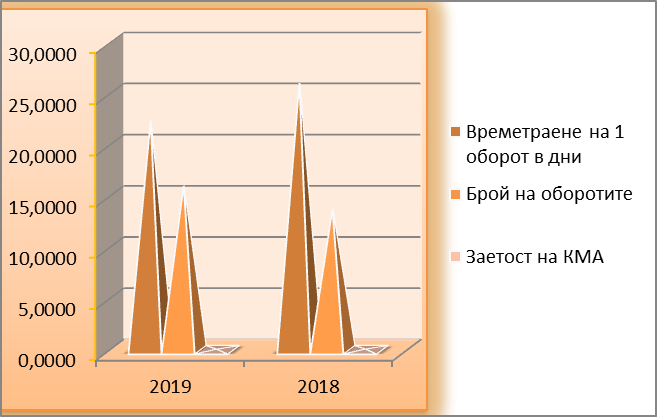 30,0000
25,0000
20,0000
15,0000
10,0000
5,0000
0,0000
2019
2018
Времетраене на 1
оборот в дни
Брой на оборотите
Заетост на КМА